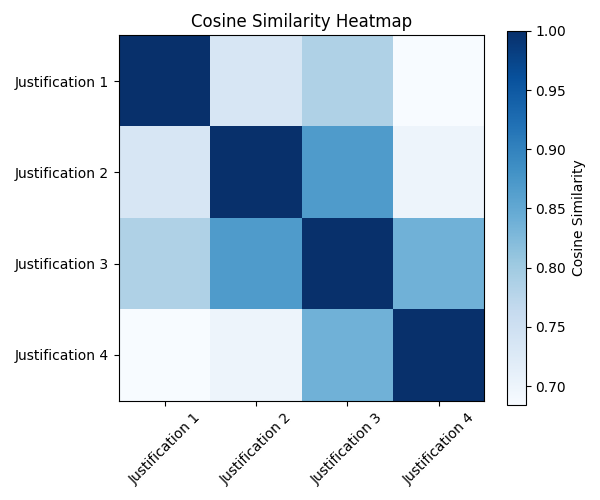 Cosine Similarity Heatmap
Justification 1
Justification 2
Justification 3
Justification 4
Justification 1
Justification 2
Justification 3
Justification 4
1.00
0.95
0.90
0.85
0.80
0.75
0.70
Cosine Similarity